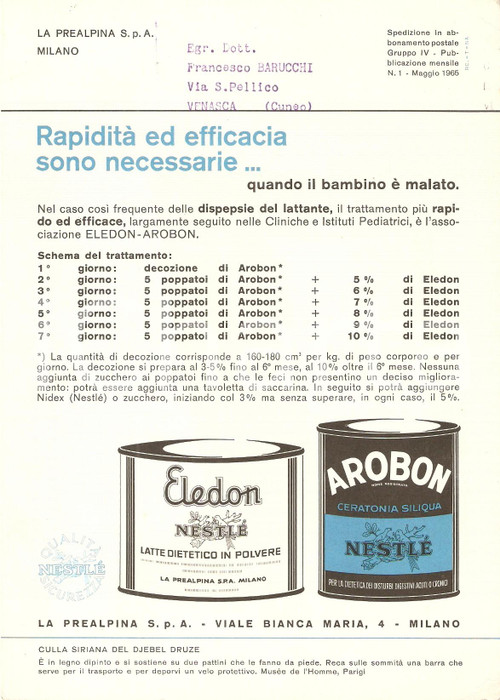 LA PREALPINA S.p.A.
MILANO
Egr. Dott.
Francesco BARUCCHI
Via S.Pellico
VENASCA (Cuneo)
Spedizione in ab-
bonamento postale
Gruppo IV - Pub-
blicazione mensile
N. 1 - Maggio 1965
Rapidità ed efficacia
sono necessarie ...
quando il bambino è malato.
Nel caso così frequente delle dispepsie del lattante, il trattamento più rapi-
do ed efficace, largamente seguito nelle Cliniche e Istituti Pediatrici, è l'asso-
ciazione ELEDON-AROBON.
Schema del trattamento:
1° giorno: decozione di Arobon*
2° giorno: 5 poppatoi di Arobon* + 5 % di Eledon
3° giorno: 5 poppatoi di Arobon* + 6 % di Eledon
4° giorno: 5 poppatoi di Arobon* + 7 % di Eledon
5° giorno: 5 poppatoi di Arobon* + 8 % di Eledon
6° giorno: 5 poppatoi di Arobon* + 9 % di Eledon
7° giorno: 5 poppatoi di Arobon* + 10 % di Eledon
*) La quantità di decozione corrisponde a 160-180 cm³ per kg. di peso corporeo e per
giorno. La decozione si prepara al 3-5% fino al 6° mese, al 10% oltre il 6° mese. Nessuna
aggiunta di zucchero ai poppatoi fino a che le feci non presentino un deciso migliora-
mento: potrà essere aggiunta una tavoletta di saccarina. In seguito si potrà aggiungere
Nidex (Nestlé) o zucchero, iniziando col 3% ma senza superare, in ogni caso, il 5%.
Eledon
NESTLÉ
LATTE DIETETICO IN POLVERE
LA PREALPINA S.P.A. MILANO
AROBON
NOME REGISTRATO
CERATONIA SILIQUA
NESTLÉ
PER LA DIETETICA DEI DISTURBI DIGESTIVI ACUTI O CRONICI
QUALITÀ
NESTLÉ
SICUREZZA
LA PREALPINA S.p.A. - VIALE BIANCA MARIA, 4 - MILANO
CULLA SIRIANA DEL DJEBEL DRUZE
È in legno dipinto e si sostiene su due pattini che le fanno da piede. Reca sulle sommità una barra che
serve per il trasporto e per deporvi un velo protettivo. Musée de l'Homme, Parigi